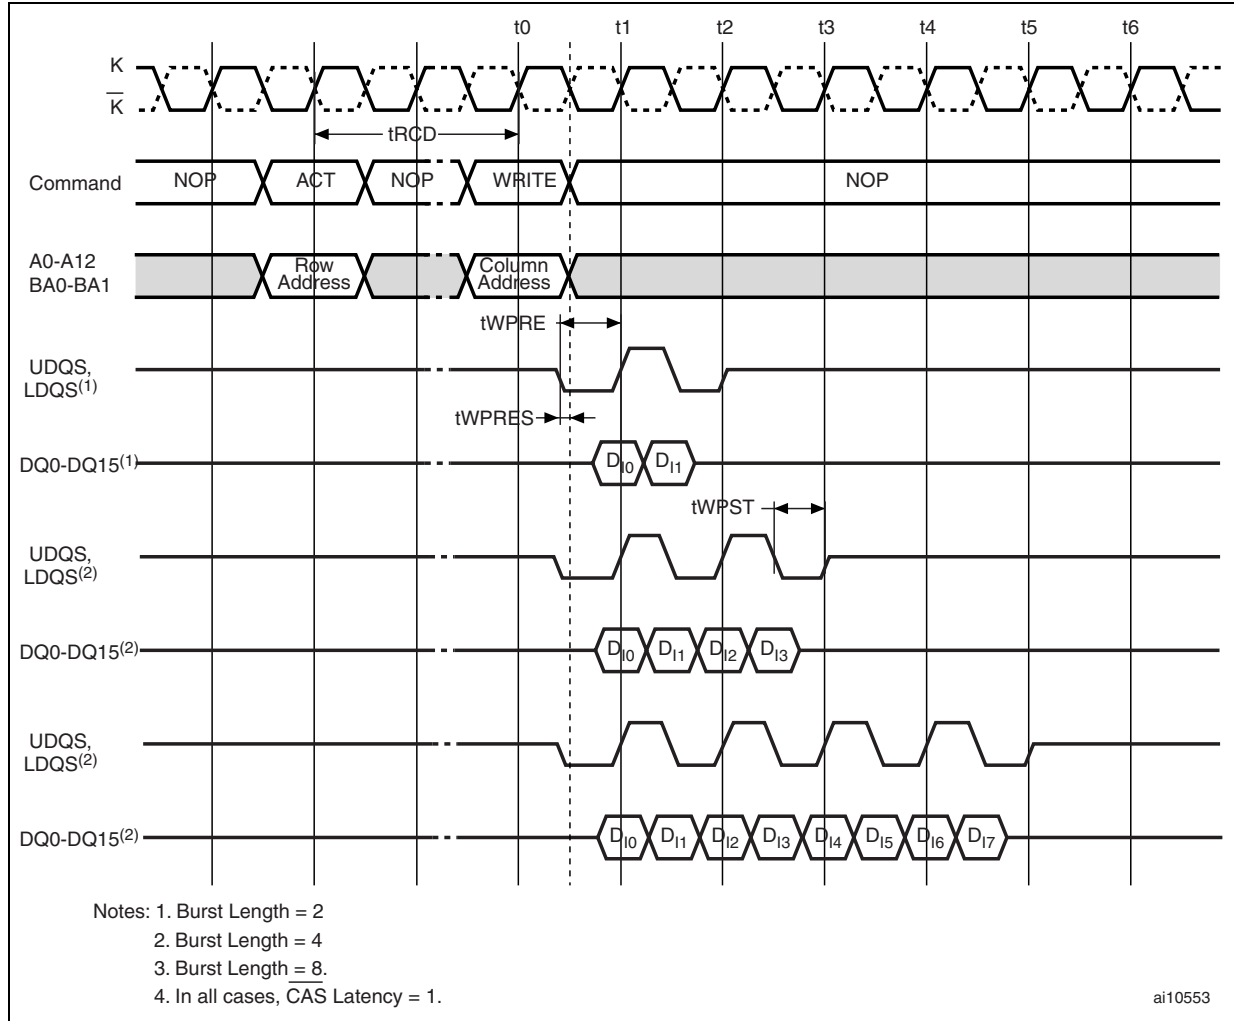 t0 t1 t2 t3 t4 t5 t6
K
K
tRCD
Command NOP ACT NOP WRITE NOP
A0-A12
BA0-BA1
Row
Address
Column
Address
tWPRE
UDQS,
LDQS(1)
tWPRES
DQ0-DQ15(1) DI0 DI1
tWPST
UDQS,
LDQS(2)
DQ0-DQ15(2) DI0 DI1 DI2 DI3
UDQS,
LDQS(2)
DQ0-DQ15(2) DI0 DI1 DI2 DI3 DI4 DI5 DI6 DI7
Notes: 1. Burst Length = 2
2. Burst Length = 4
3. Burst Length = 8.
4. In all cases, CAS Latency = 1.
ai10553